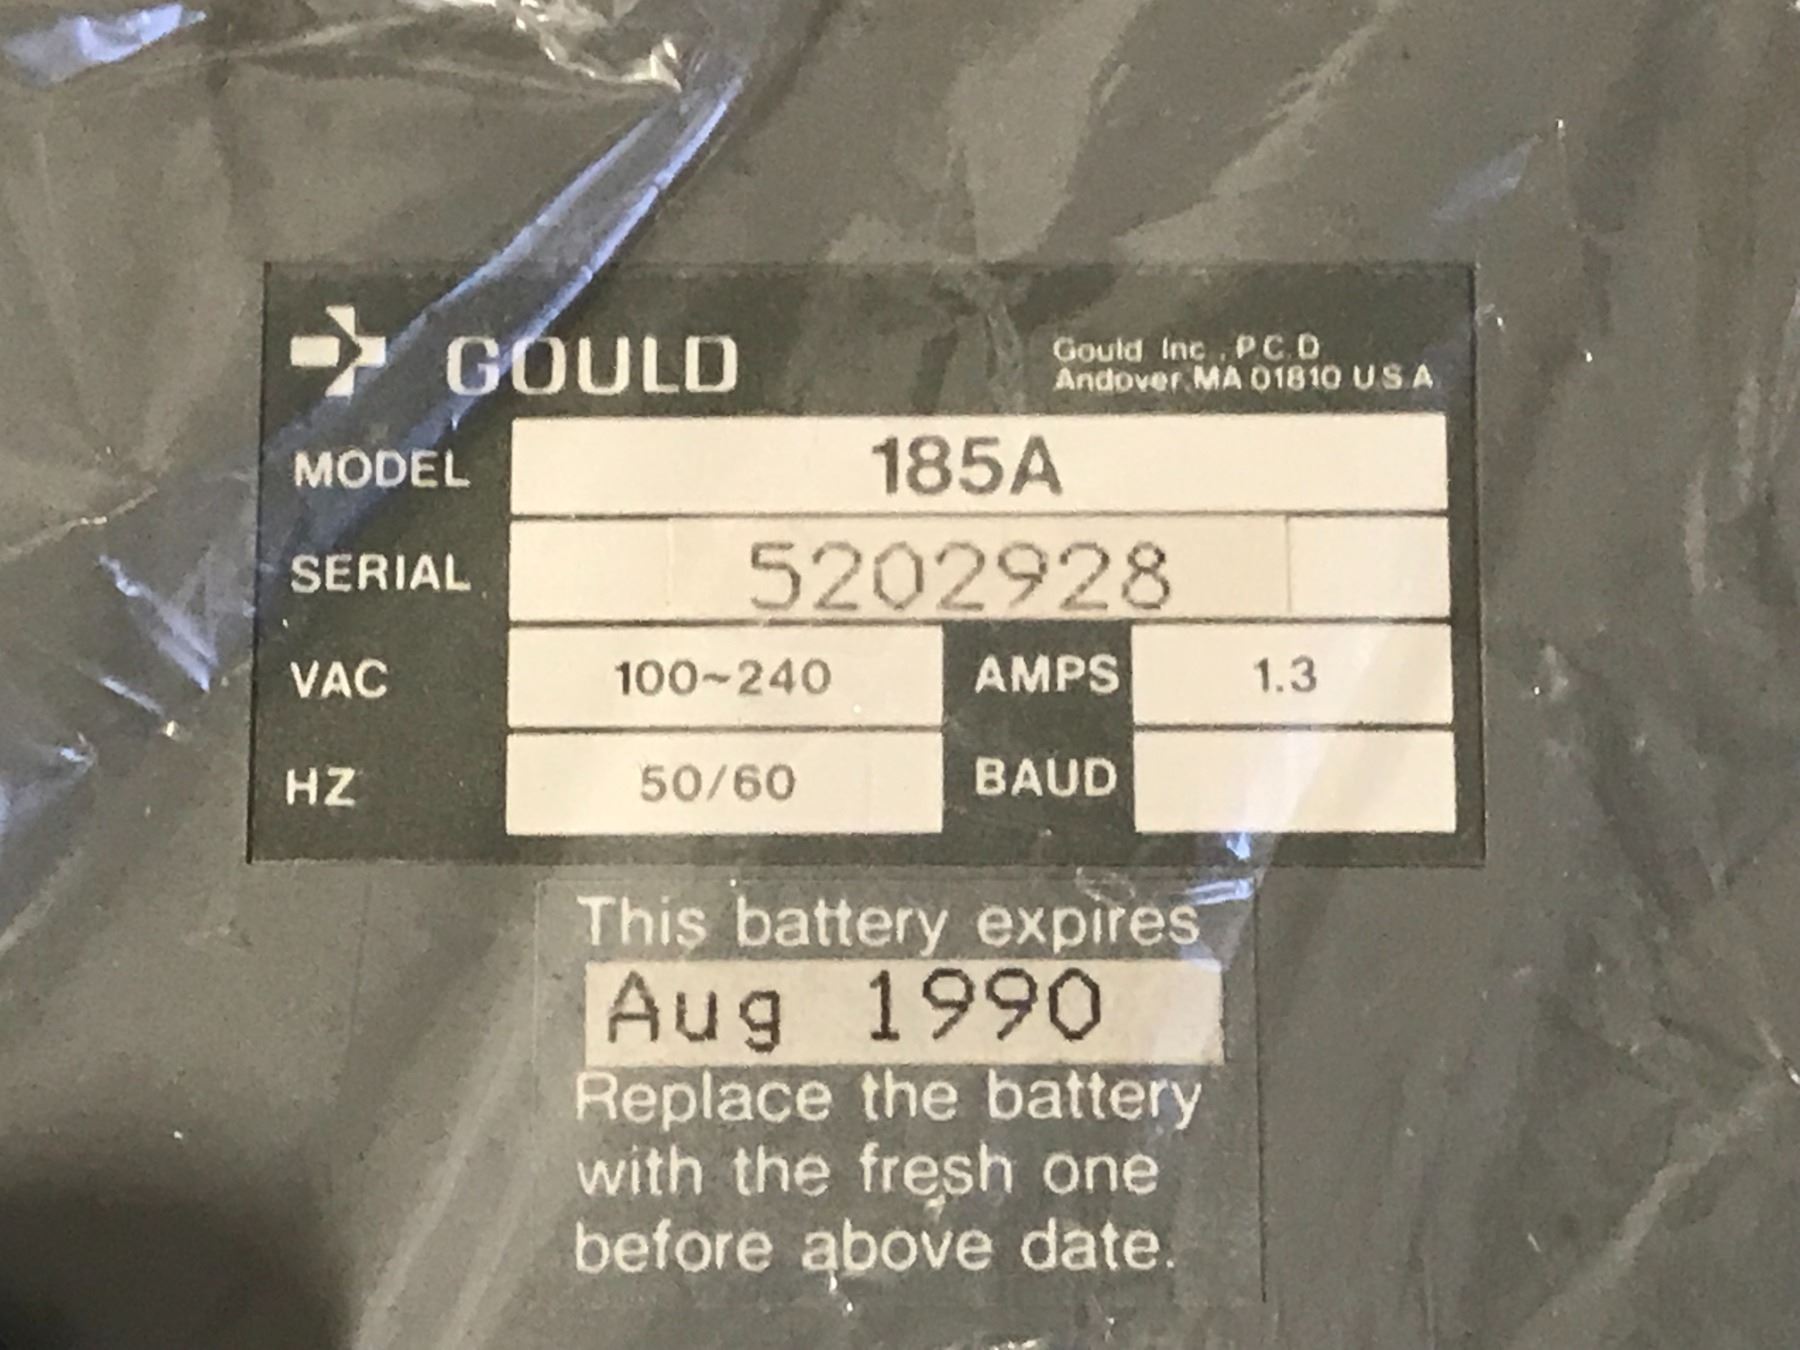 GOULD
Gould Inc., P.C.D
Andover, MA 01810 U S A
MODEL 185A
SERIAL 5202928
VAC 100~240 AMPS 1.3
HZ 50/60 BAUD
This battery expires
Aug 1990
Replace the battery
with the fresh one
before above date.